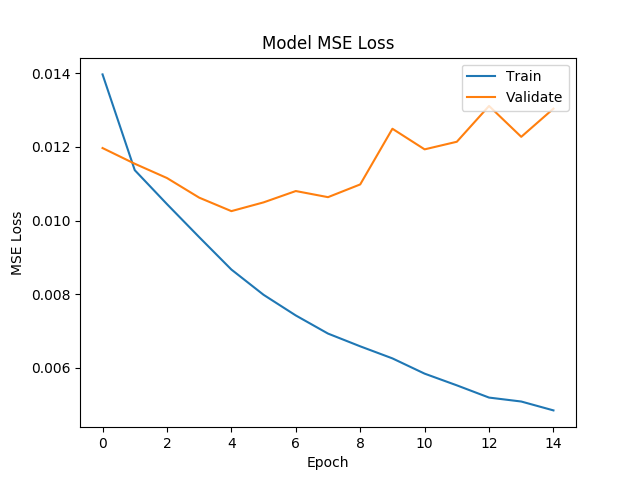 Model MSE Loss
0.014
0.012
0.010
0.008
0.006
MSE Loss
Train
Validate
0 2 4 6 8 10 12 14
Epoch